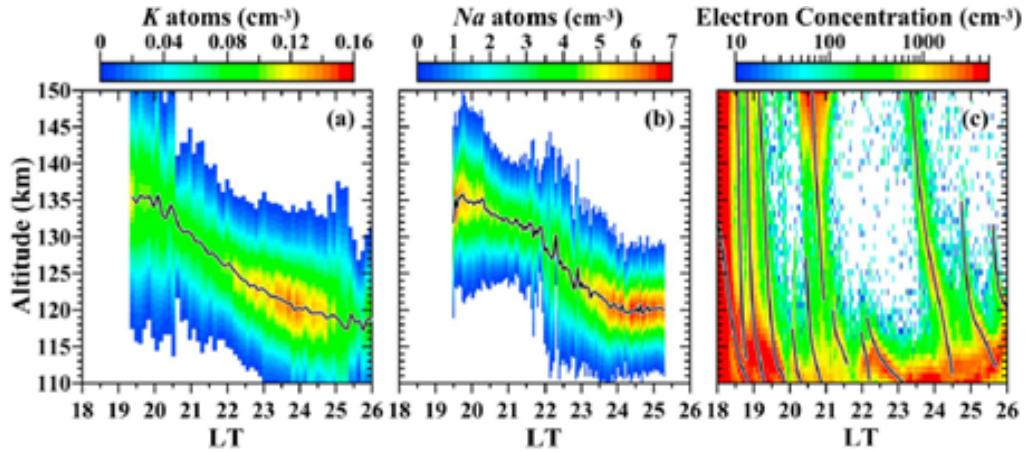 K atoms (cm-3) Na atoms (cm-3) Electron Concentration (cm-3)
0 0.04 0.08 0.12 0.16 0 1 2 3 4 5 6 7 10 100 1000
150 (a) (b) (c)
145
140
135
130
125
120
115
110
Altitude (km)
18 19 20 21 22 23 24 25 26 18 19 20 21 22 23 24 25 26 18 19 20 21 22 23 24 25 26
LT LT LT